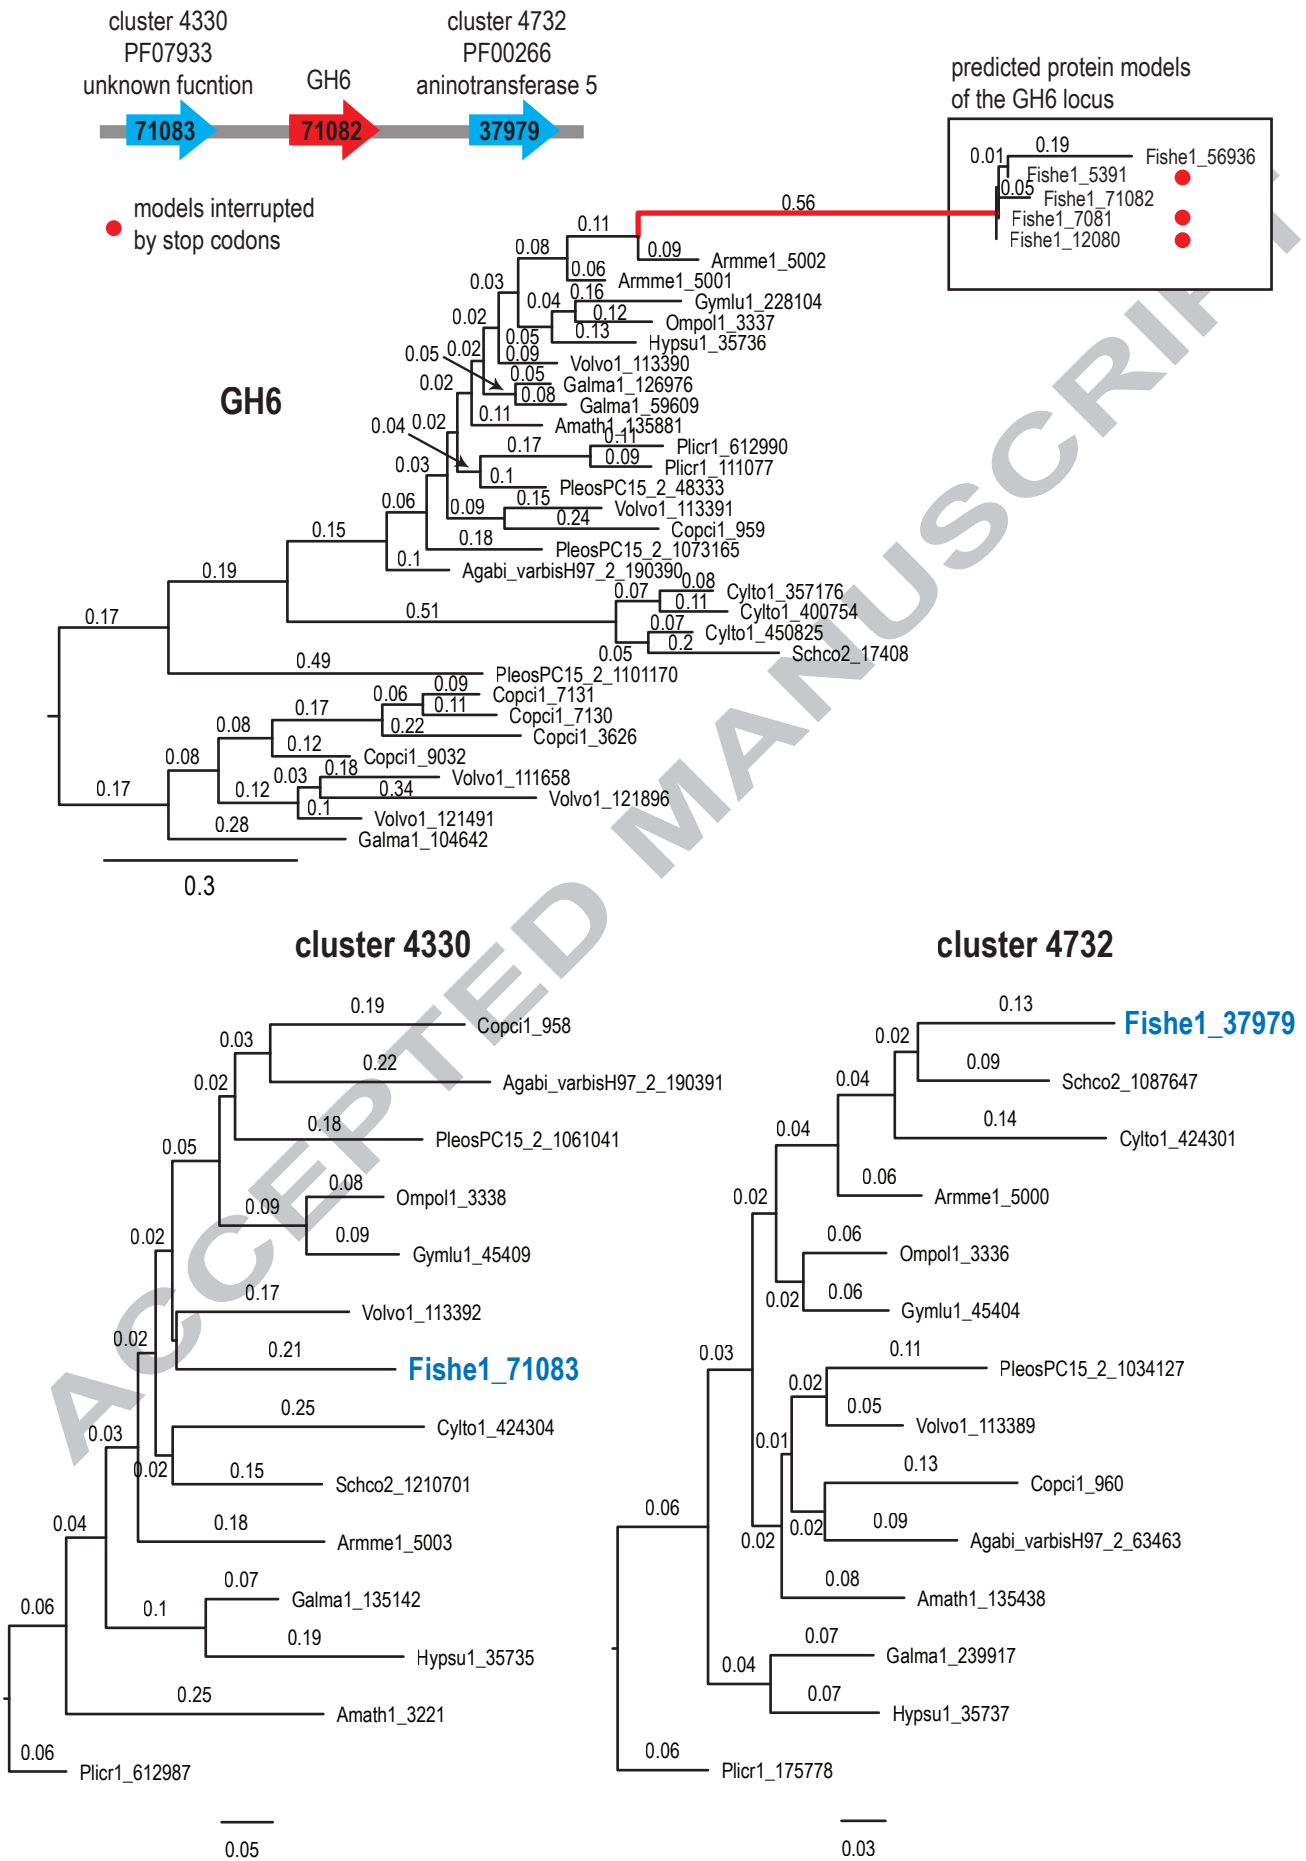 cluster 4330
PF07933
unknown fucntion
GH6
cluster 4732
PF00266
aninotransferase 5
71083
71082
37979
models interrupted
by stop codons
predicted protein models
of the GH6 locus
0.19
Fishe1_56936
0.01
Fishe1_5391
0.05
Fishe1_71082
Fishe1_7081
Fishe1_12080
0.56
0.11
0.09
Armme1_5002
0.08
0.06
Armme1_5001
0.03
0.16
Gymlu1_228104
0.04
0.12
Ompol1_3337
0.02
0.05
0.13
Hypsu1_35736
0.09
Volvo1_113390
0.05
0.02
0.05
Galma1_126976
0.08
Galma1_59609
GH6
0.02
0.11
Amath1_135881
0.04
0.02
0.17
0.11
Plicr1_612990
0.09
Plicr1_111077
0.03
0.1
PleosPC15_2_48333
0.06
0.09
0.15
Volvo1_113391
0.24
Copci1_959
0.15
0.18
PleosPC15_2_1073165
0.1
Agabi_varbisH97_2_190390
0.19
0.07
0.08
Cylto1_357176
0.11
Cylto1_400754
0.51
0.07
Cylto1_450825
0.05
0.2
Schco2_17408
0.17
0.49
PleosPC15_2_1101170
0.06
0.09
Copci1_7131
0.11
Copci1_7130
0.17
0.22
Copci1_3626
0.08
0.12
Copci1_9032
0.08
0.03
0.18
Volvo1_111658
0.34
Volvo1_121896
0.17
0.12
0.1
Volvo1_121491
0.28
Galma1_104642
0.3
ACCEPTED MANUSCRIPT
cluster 4330
0.19
Copci1_958
0.03
0.22
Agabi_varbisH97_2_190391
0.02
0.18
PleosPC15_2_1061041
0.05
0.08
Ompol1_3338
0.09
0.09
Gymlu1_45409
0.02
0.17
Volvo1_113392
0.02
0.21
Fishe1_71083
0.25
Cylto1_424304
0.03
0.02
0.15
Schco2_1210701
0.04
0.18
Armme1_5003
0.07
Galma1_135142
0.06
0.1
0.19
Hypsu1_35735
0.25
Amath1_3221
0.06
Plicr1_612987
0.05
cluster 4732
0.13
Fishe1_37979
0.02
0.09
Schco2_1087647
0.04
0.14
Cylto1_424301
0.04
0.06
Armme1_5000
0.02
0.06
Ompol1_3336
0.02
0.06
Gymlu1_45404
0.03
0.11
PleosPC15_2_1034127
0.02
0.05
Volvo1_113389
0.01
0.13
Copci1_960
0.06
0.02
0.02
0.09
Agabi_varbisH97_2_63463
0.08
Amath1_135438
0.07
Galma1_239917
0.04
0.07
Hypsu1_35737
0.06
Plicr1_175778
0.03